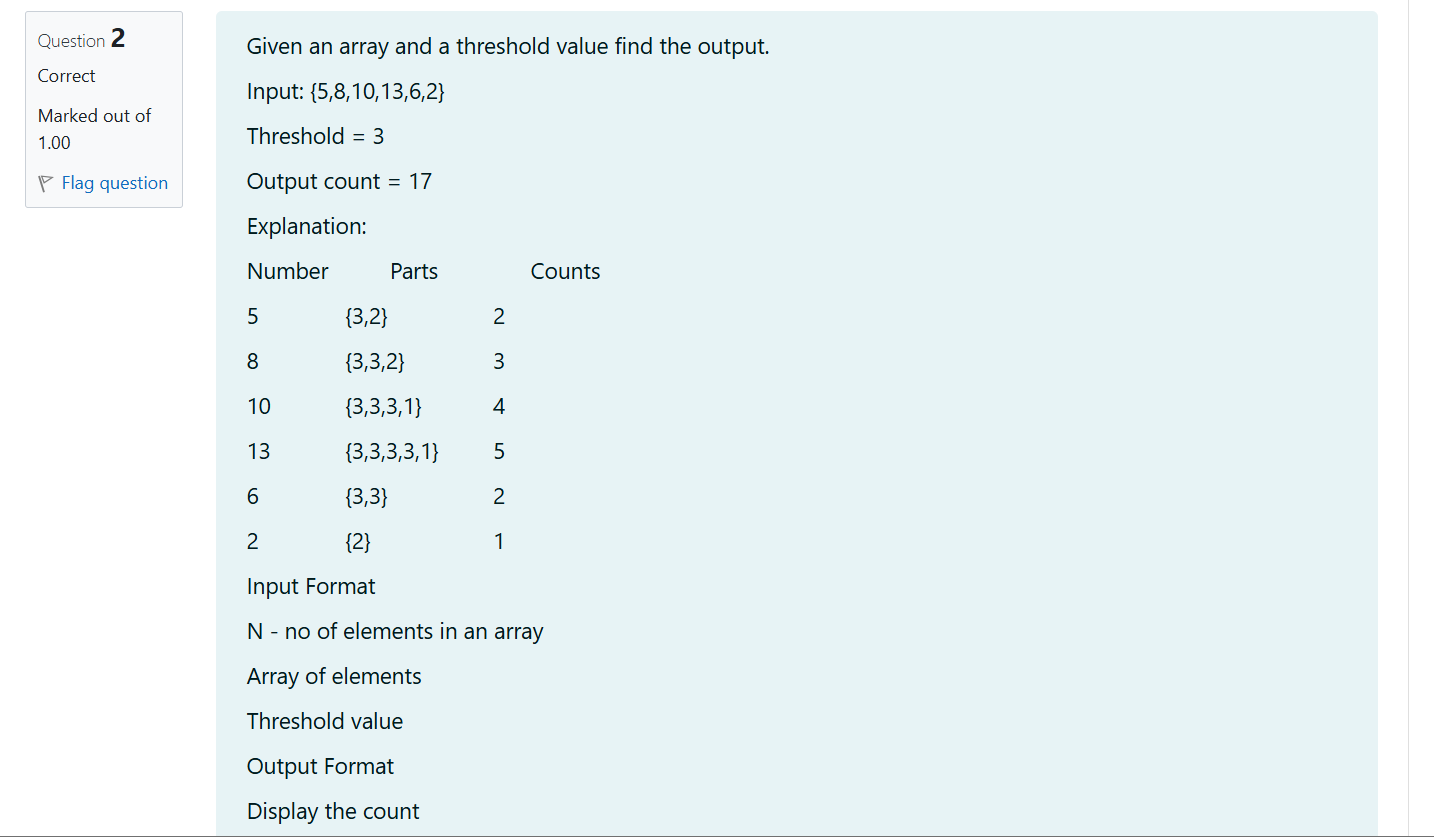 Question 2
Correct
Marked out of
1.00
Flag question
Given an array and a threshold value find the output.
Input: {5,8,10,13,6,2}
Threshold = 3
Output count = 17
Explanation:
Number Parts Counts
5 {3,2} 2
8 {3,3,2} 3
10 {3,3,3,1} 4
13 {3,3,3,3,1} 5
6 {3,3} 2
2 {2} 1
Input Format
N - no of elements in an array
Array of elements
Threshold value
Output Format
Display the count